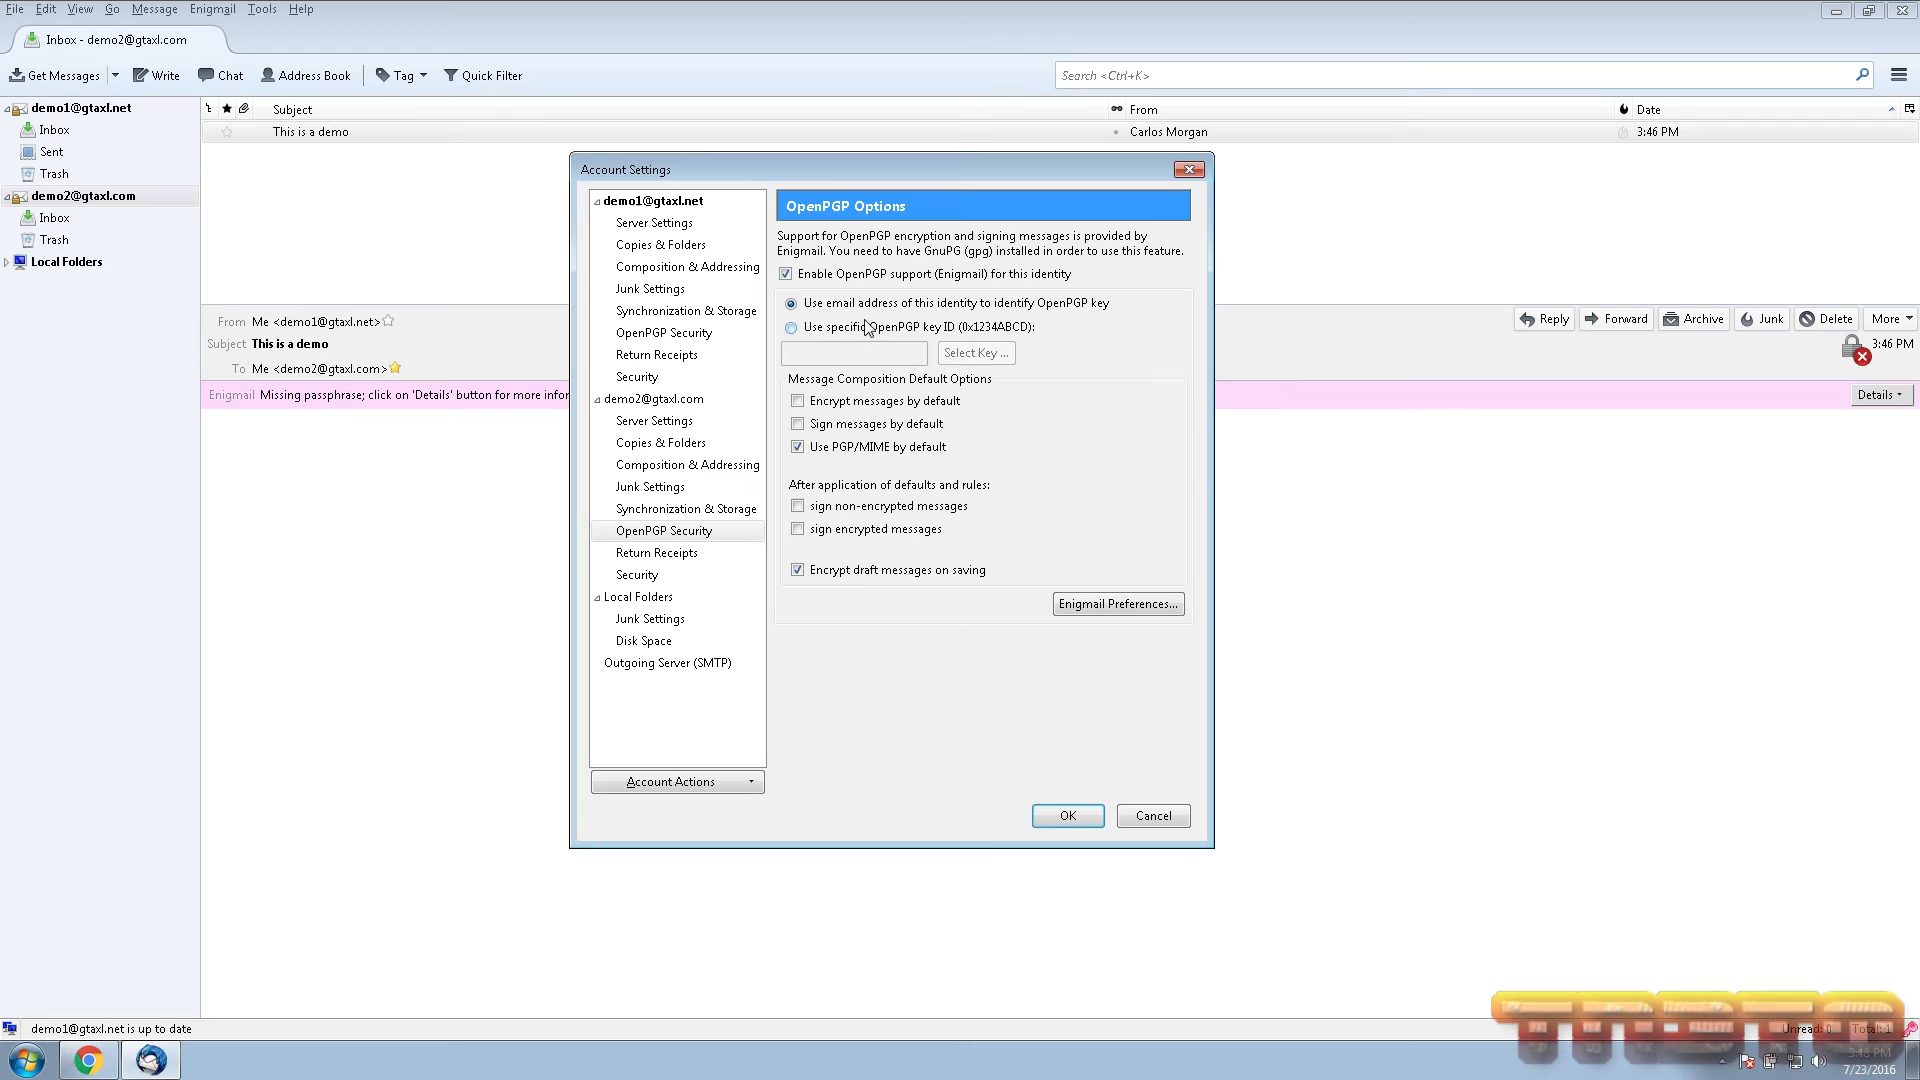 File Edit View Go Message Enigmail Tools Help
Inbox - demo2@gtaxl.com
Get Messages Write Chat Address Book Tag Quick Filter Search <Ctrl+K>
demo1@gtaxl.net
Inbox
Sent
Trash
demo2@gtaxl.com
Inbox
Trash
Local Folders
Subject From Date
This is a demo Carlos Morgan 3:46 PM
From Me <demo1@gtaxl.net>
Subject This is a demo
To Me <demo2@gtaxl.com>
Reply Forward Archive Junk Delete More
3:46 PM
Enigmail Missing passphrase; click on 'Details' button for more infor
Details
Account Settings
demo1@gtaxl.net
Server Settings
Copies & Folders
Composition & Addressing
Junk Settings
Synchronization & Storage
OpenPGP Security
Return Receipts
Security
demo2@gtaxl.com
Server Settings
Copies & Folders
Composition & Addressing
Junk Settings
Synchronization & Storage
OpenPGP Security
Return Receipts
Security
Local Folders
Junk Settings
Disk Space
Outgoing Server (SMTP)
Account Actions
OpenPGP Options
Support for OpenPGP encryption and signing messages is provided by
Enigmail. You need to have GnuPG (gpg) installed in order to use this feature.
Enable OpenPGP support (Enigmail) for this identity
Use email address of this identity to identify OpenPGP key
Use specific OpenPGP key ID (0x1234ABCD):
Select Key ...
Message Composition Default Options
Encrypt messages by default
Sign messages by default
Use PGP/MIME by default
After application of defaults and rules:
sign non-encrypted messages
sign encrypted messages
Encrypt draft messages on saving
Enigmail Preferences...
OK Cancel
demo1@gtaxl.net is up to date
Unread: 0 Total: 1
3:48 PM
7/23/2016